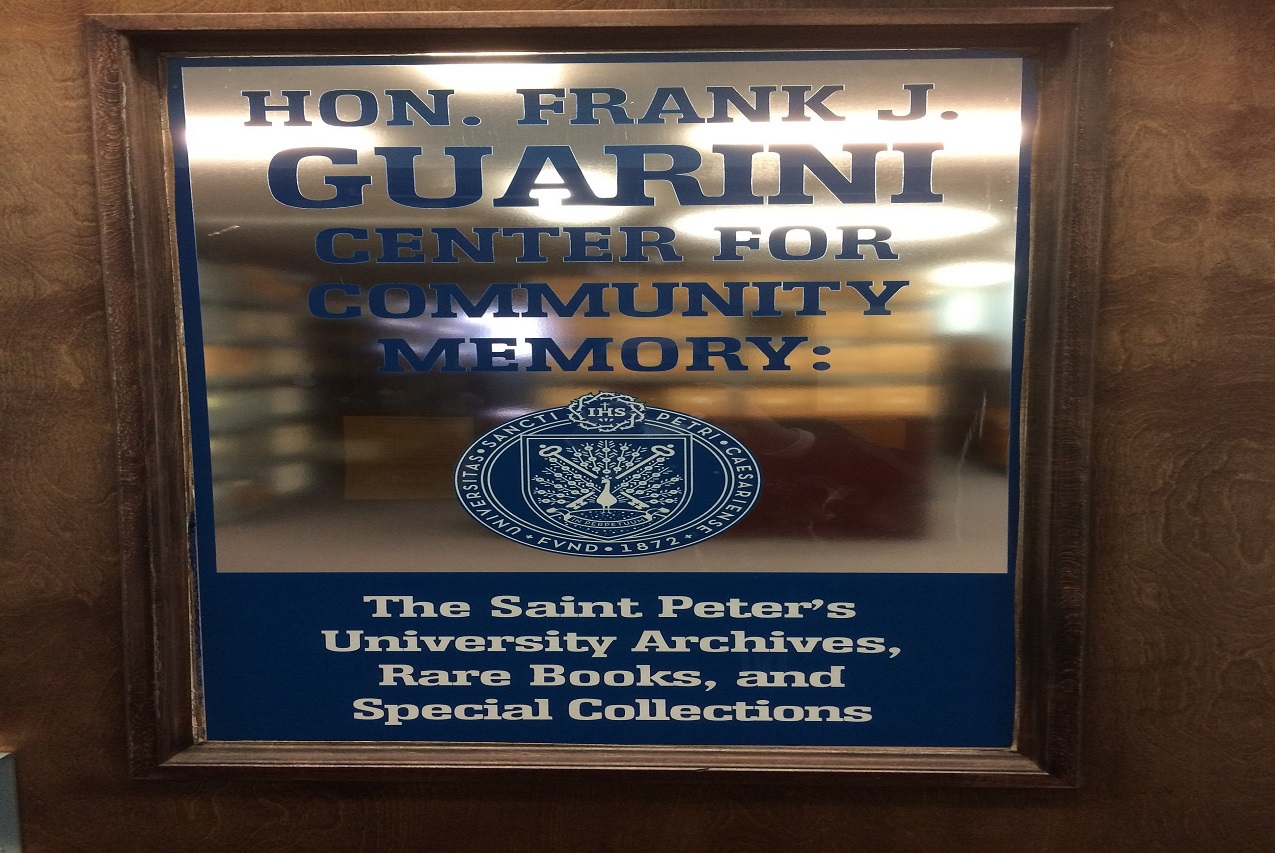 HON. FRANK J.
GUARINI
CENTER FOR
COMMUNITY
MEMORY:
UNIVERSITAS • SANCTI PETRI • CAESARIENSE
IHS
+ FVND • 1872 +
The Saint Peter's
University Archives,
Rare Books, and
Special Collections